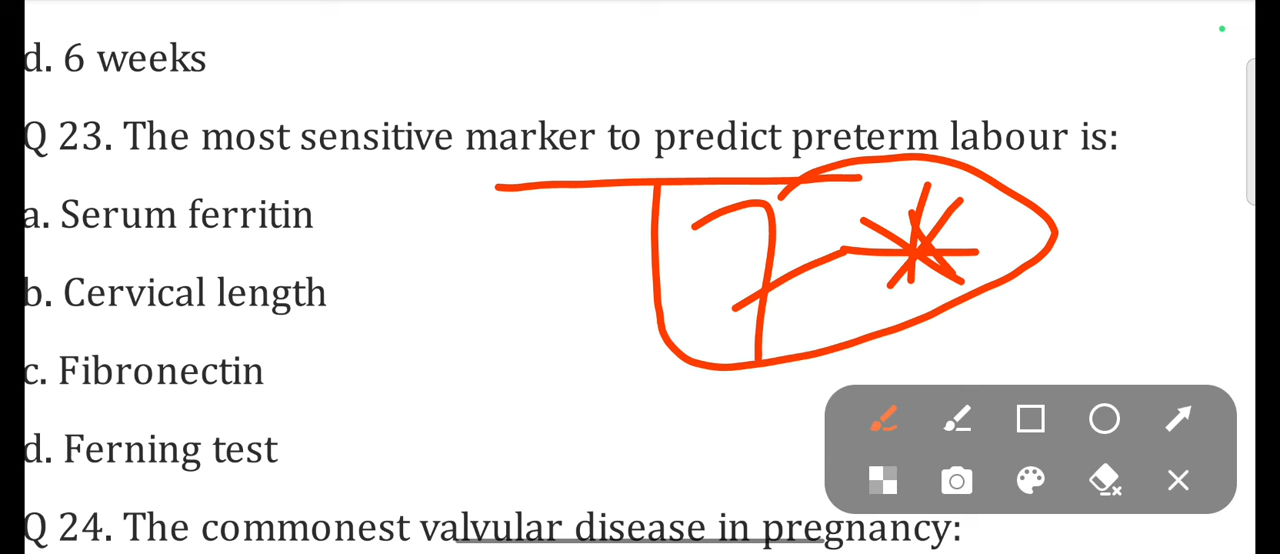 d. 6 weeks
Q 23. The most sensitive marker to predict preterm labour is:
a. Serum ferritin
b. Cervical length
c. Fibronectin
d. Ferning test
Q 24. The commonest valvular disease in pregnancy: